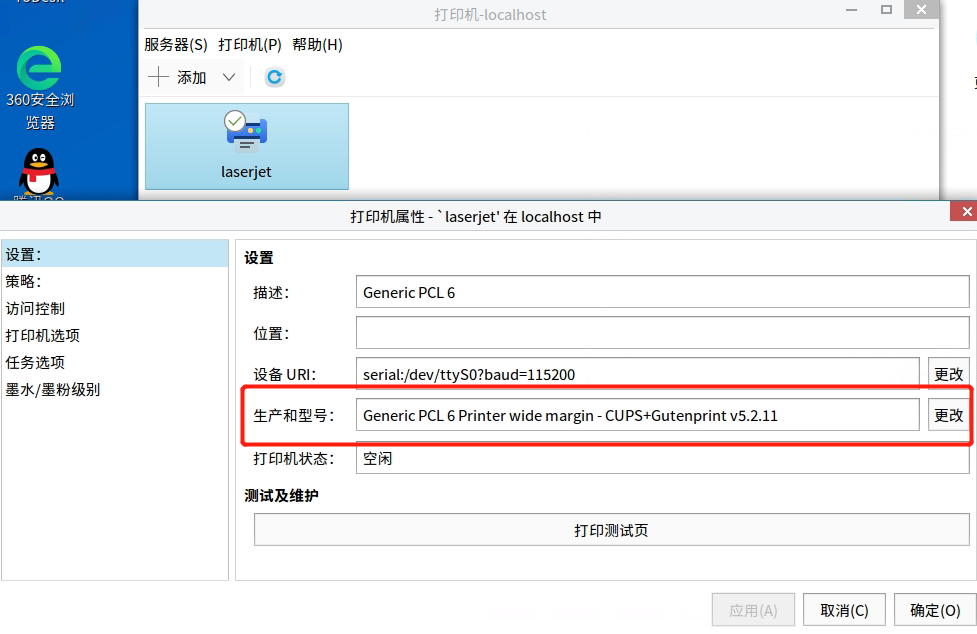 打印机-localhost
服务器(S) 打印机(P) 帮助(H)
添加
360安全浏
览器
laserjet
打印机属性 - `laserjet' 在 localhost 中
设置：
策略：
访问控制
打印机选项
任务选项
墨水/墨粉级别
设置
描述：
Generic PCL 6
位置：
设备 URI：
serial:/dev/ttyS0?baud=115200
更改
生产和型号：
Generic PCL 6 Printer wide margin - CUPS+Gutenprint v5.2.11
更改
打印机状态：
空闲
测试及维护
打印测试页
应用(A)
取消(C)
确定(O)